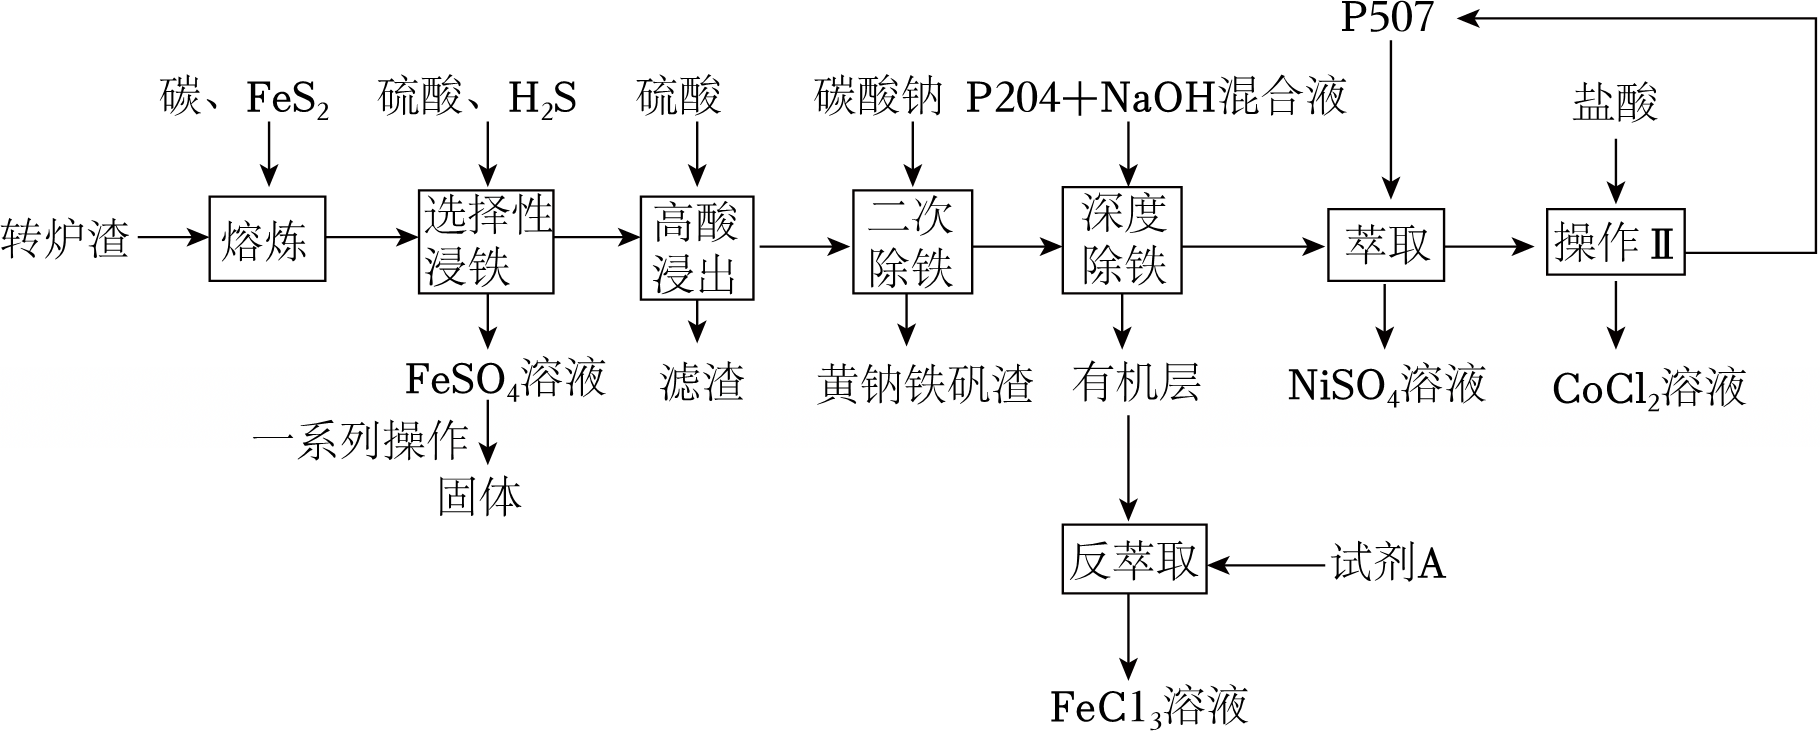 P507
碳、FeS₂
硫酸、H₂S
硫酸
碳酸钠
P204+NaOH混合液
盐酸
转炉渣
熔炼
选择性
浸铁
高酸
浸出
二次
除铁
深度
除铁
萃取
操作Ⅱ
FeSO₄溶液
滤渣
黄钠铁矾渣
有机层
NiSO₄溶液
CoCl₂溶液
一系列操作
固体
反萃取
试剂A
FeCl₃溶液